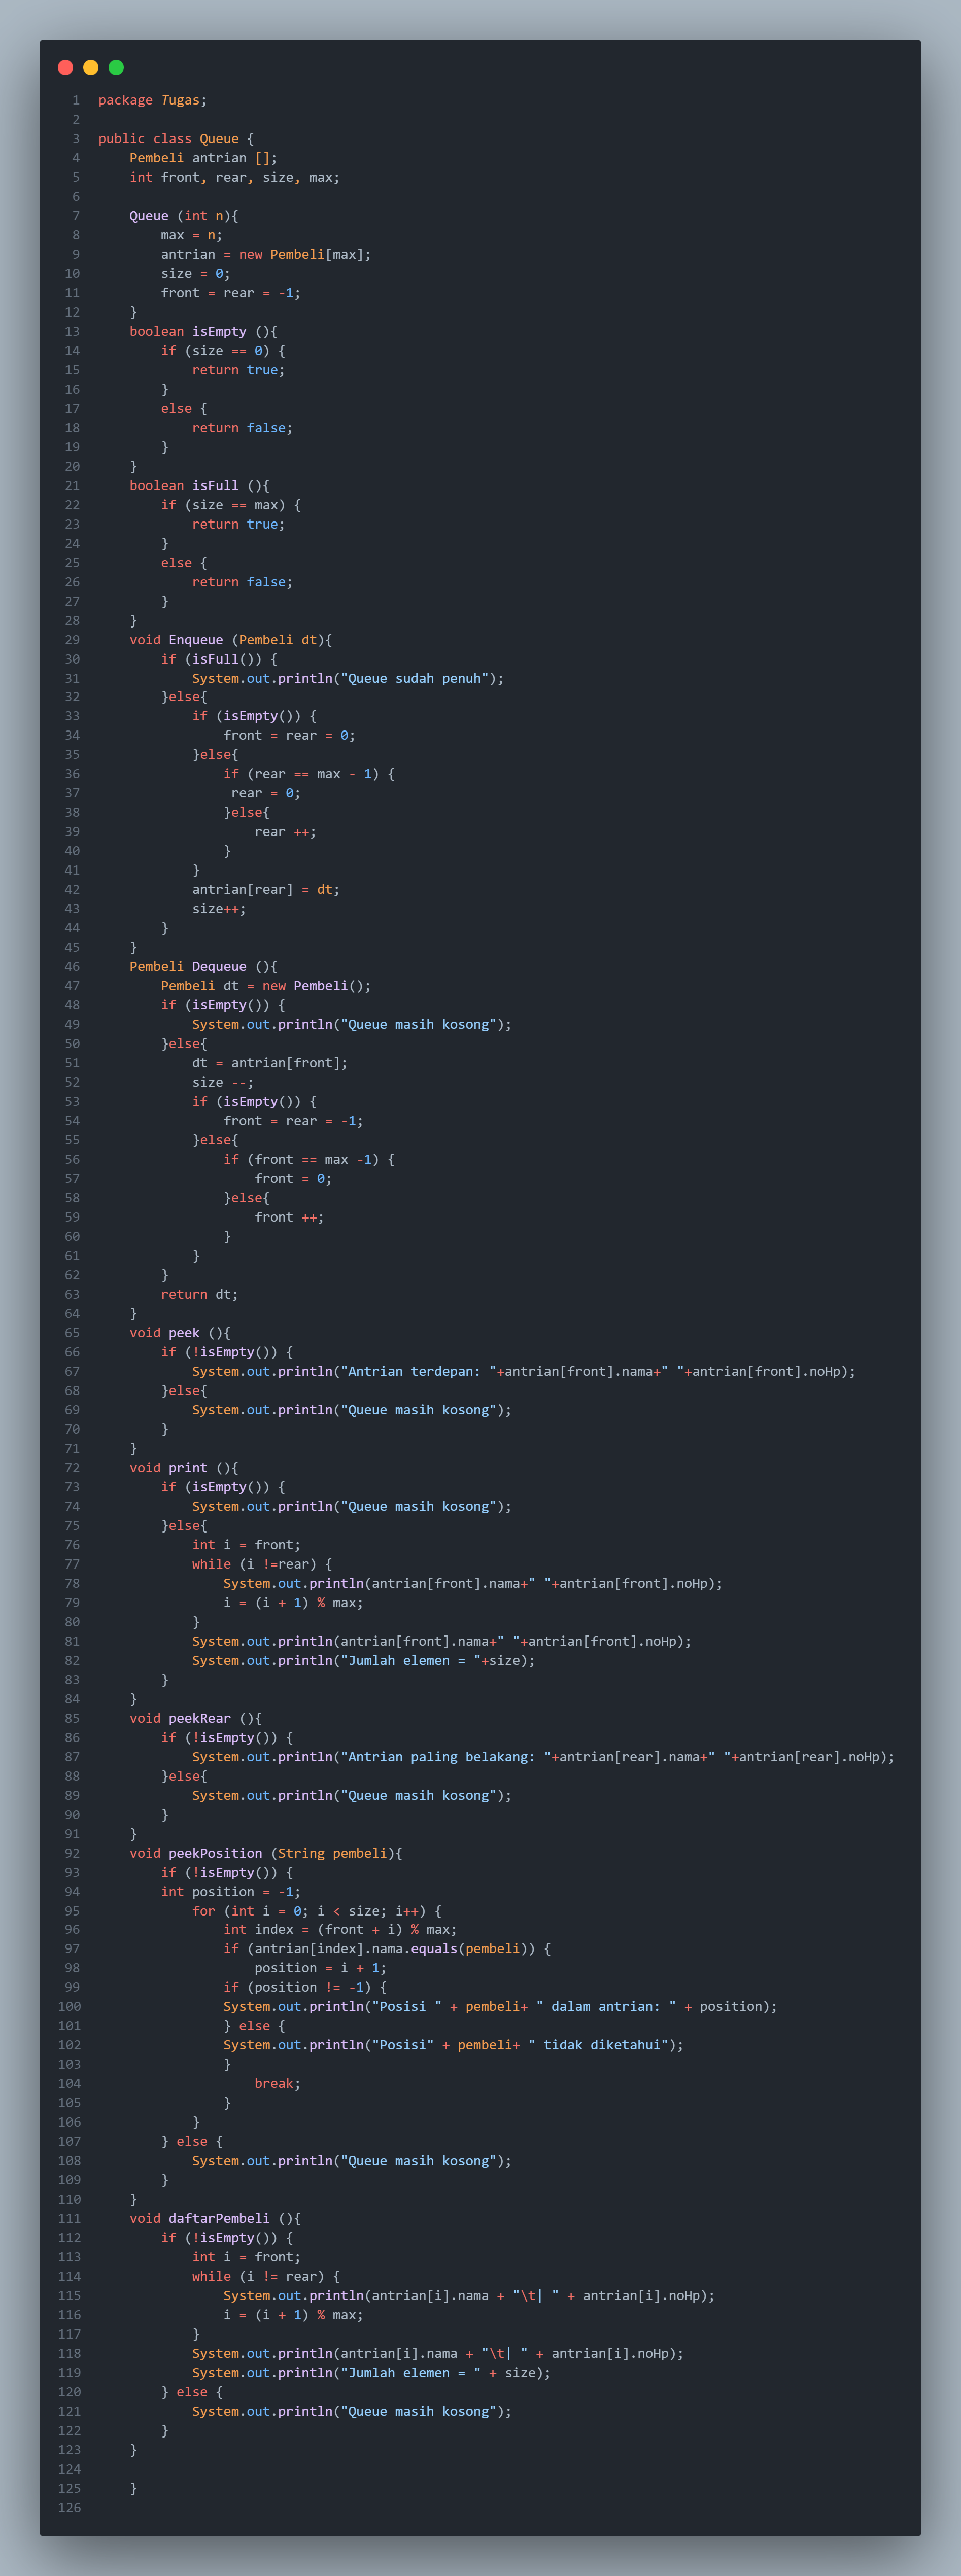 1 package Tugas;
2
3 public class Queue {
4     Pembeli antrian [];
5     int front, rear, size, max;
6
7     Queue (int n){
8         max = n;
9         antrian = new Pembeli[max];
10         size = 0;
11         front = rear = -1;
12     }
13     boolean isEmpty (){
14         if (size == 0) {
15             return true;
16         }
17         else {
18             return false;
19         }
20     }
21     boolean isFull (){
22         if (size == max) {
23             return true;
24         }
25         else {
26             return false;
27         }
28     }
29     void Enqueue (Pembeli dt){
30         if (isFull()) {
31             System.out.println("Queue sudah penuh");
32         }else{
33             if (isEmpty()) {
34                 front = rear = 0;
35             }else{
36                 if (rear == max - 1) {
37                  rear = 0;
38                 }else{
39                     rear ++;
40                 }
41             }
42             antrian[rear] = dt;
43             size++;
44         }
45     }
46     Pembeli Dequeue (){
47         Pembeli dt = new Pembeli();
48         if (isEmpty()) {
49             System.out.println("Queue masih kosong");
50         }else{
51             dt = antrian[front];
52             size --;
53             if (isEmpty()) {
54                 front = rear = -1;
55             }else{
56                 if (front == max -1) {
57                     front = 0;
58                 }else{
59                     front ++;
60                 }
61             }
62         }
63         return dt;
64     }
65     void peek (){
66         if (!isEmpty()) {
67             System.out.println("Antrian terdepan: "+antrian[front].nama+" "+antrian[front].noHp);
68         }else{
69             System.out.println("Queue masih kosong");
70         }
71     }
72     void print (){
73         if (isEmpty()) {
74             System.out.println("Queue masih kosong");
75         }else{
76             int i = front;
77             while (i !=rear) {
78                 System.out.println(antrian[front].nama+" "+antrian[front].noHp);
79                 i = (i + 1) % max;
80             }
81             System.out.println(antrian[front].nama+" "+antrian[front].noHp);
82             System.out.println("Jumlah elemen = "+size);
83         }
84     }
85     void peekRear (){
86         if (!isEmpty()) {
87             System.out.println("Antrian paling belakang: "+antrian[rear].nama+" "+antrian[rear].noHp);
88         }else{
89             System.out.println("Queue masih kosong");
90         }
91     }
92     void peekPosition (String pembeli){
93         if (!isEmpty()) {
94         int position = -1;
95             for (int i = 0; i < size; i++) {
96                 int index = (front + i) % max;
97                 if (antrian[index].nama.equals(pembeli)) {
98                     position = i + 1;
99                 if (position != -1) {
100                 System.out.println("Posisi " + pembeli+ " dalam antrian: " + position);
101                 } else {
102                 System.out.println("Posisi" + pembeli+ " tidak diketahui");
103                 }
104                     break;
105                 }
106             }
107         } else {
108             System.out.println("Queue masih kosong");
109         }
110     }
111     void daftarPembeli (){
112         if (!isEmpty()) {
113             int i = front;
114             while (i != rear) {
115                 System.out.println(antrian[i].nama + "\t| " + antrian[i].noHp);
116                 i = (i + 1) % max;
117             }
118             System.out.println(antrian[i].nama + "\t| " + antrian[i].noHp);
119             System.out.println("Jumlah elemen = " + size);
120         } else {
121             System.out.println("Queue masih kosong");
122         }
123     }
124
125     }
126